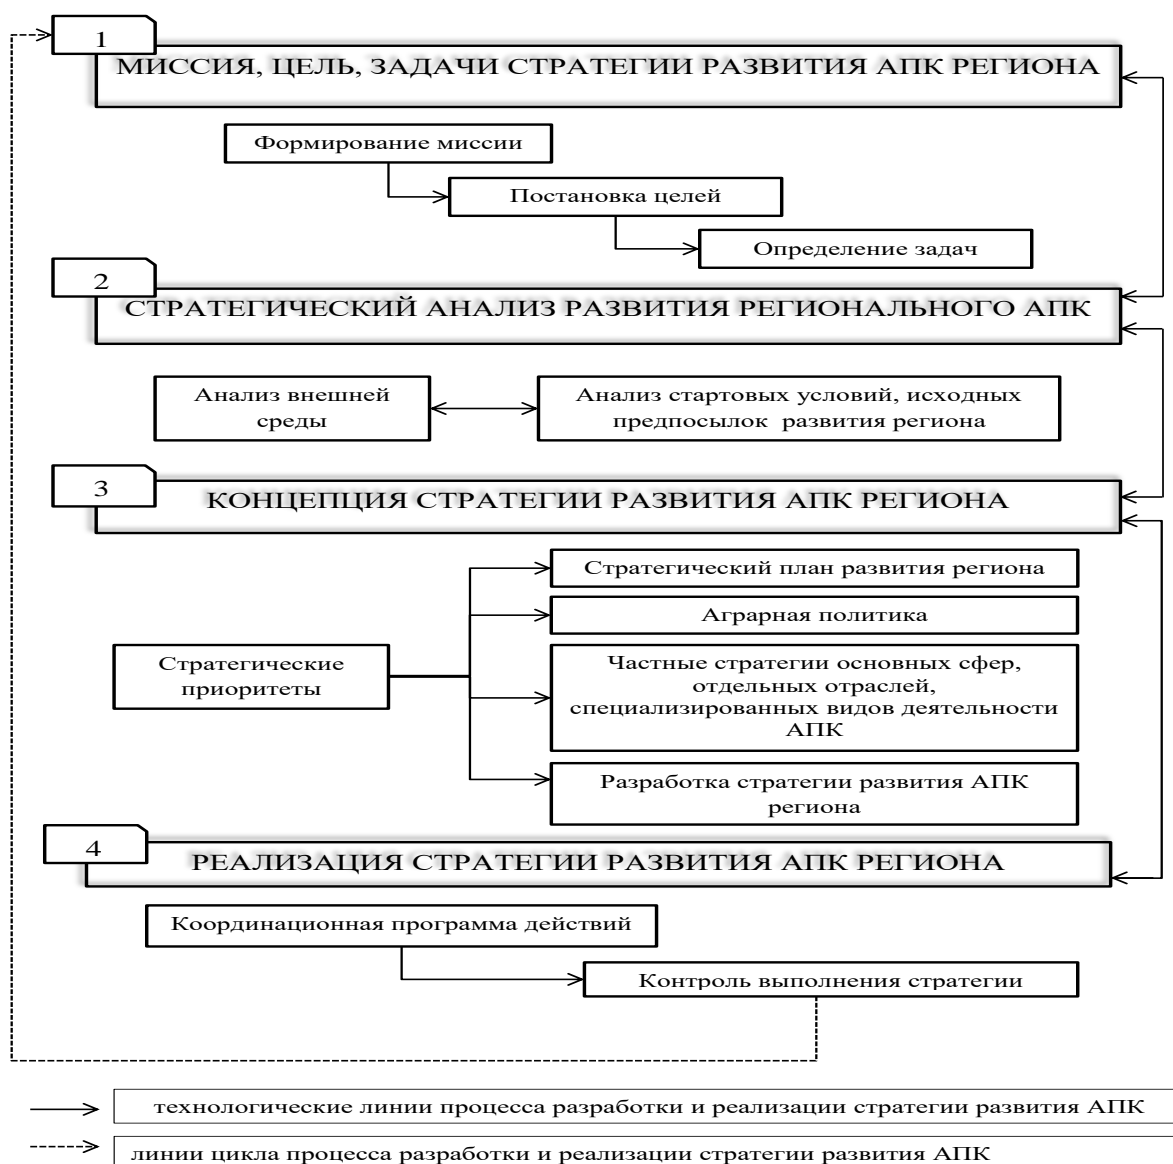 1
МИССИЯ, ЦЕЛЬ, ЗАДАЧИ СТРАТЕГИИ РАЗВИТИЯ АПК РЕГИОНА
Формирование миссии
Постановка целей
Определение задач
2
СТРАТЕГИЧЕСКИЙ АНАЛИЗ РАЗВИТИЯ РЕГИОНАЛЬНОГО АПК
Анализ внешней
среды
Анализ стартовых условий, исходных
предпосылок развития региона
3
КОНЦЕПЦИЯ СТРАТЕГИИ РАЗВИТИЯ АПК РЕГИОНА
Стратегические
приоритеты
Стратегический план развития региона
Аграрная политика
Частные стратегии основных сфер,
отдельных отраслей,
специализированных видов деятельности
АПК
Разработка стратегии развития АПК
региона
4
РЕАЛИЗАЦИЯ СТРАТЕГИИ РАЗВИТИЯ АПК РЕГИОНА
Координационная программа действий
Контроль выполнения стратегии
технологические линии процесса разработки и реализации стратегии развития АПК
линии цикла процесса разработки и реализации стратегии развития АПК